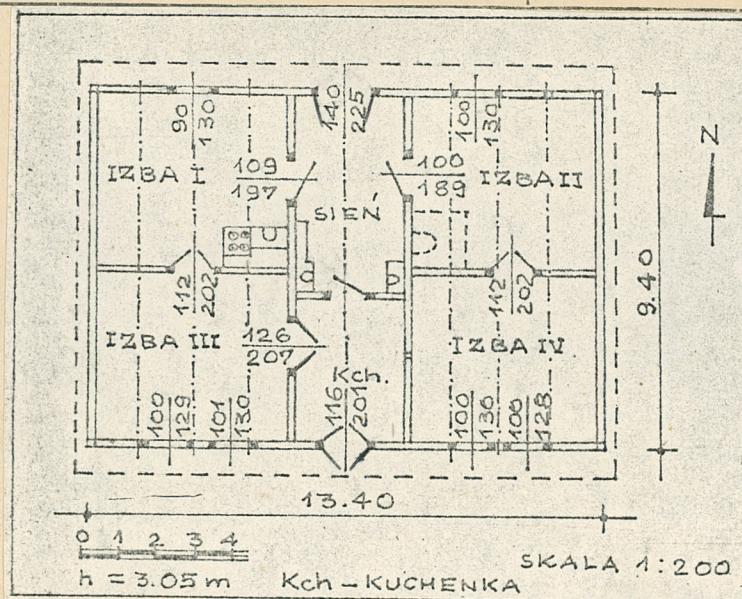 90
130
140
225
100
130
IZBA I
109
197
100
189
IZBA II
SIEŃ
N
112
202
112
202
9.40
IZBA III
126
207
IZBA IV
Kch.
116
201
100
129
101
130
100
130
100
128
13.40
0 1 2 3 4
SKALA 1:200
h = 3.05 m Kch – KUCHENKA